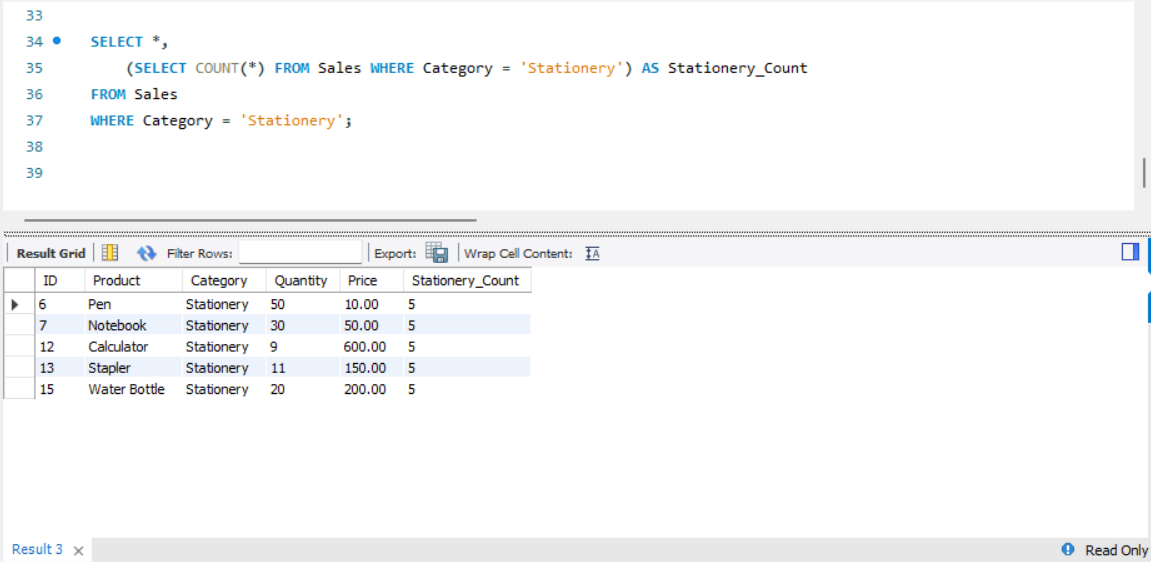 33
34 SELECT *,
35 (SELECT COUNT(*) FROM Sales WHERE Category = 'Stationery') AS Stationery_Count
36 FROM Sales
37 WHERE Category = 'Stationery';
38
39
Result Grid Filter Rows: Export: Wrap Cell Content: IA
ID Product Category Quantity Price Stationery_Count
6 Pen Stationery 50 10.00 5
7 Notebook Stationery 30 50.00 5
12 Calculator Stationery 9 600.00 5
13 Stapler Stationery 11 150.00 5
15 Water Bottle Stationery 20 200.00 5
Result 3 × Read Only